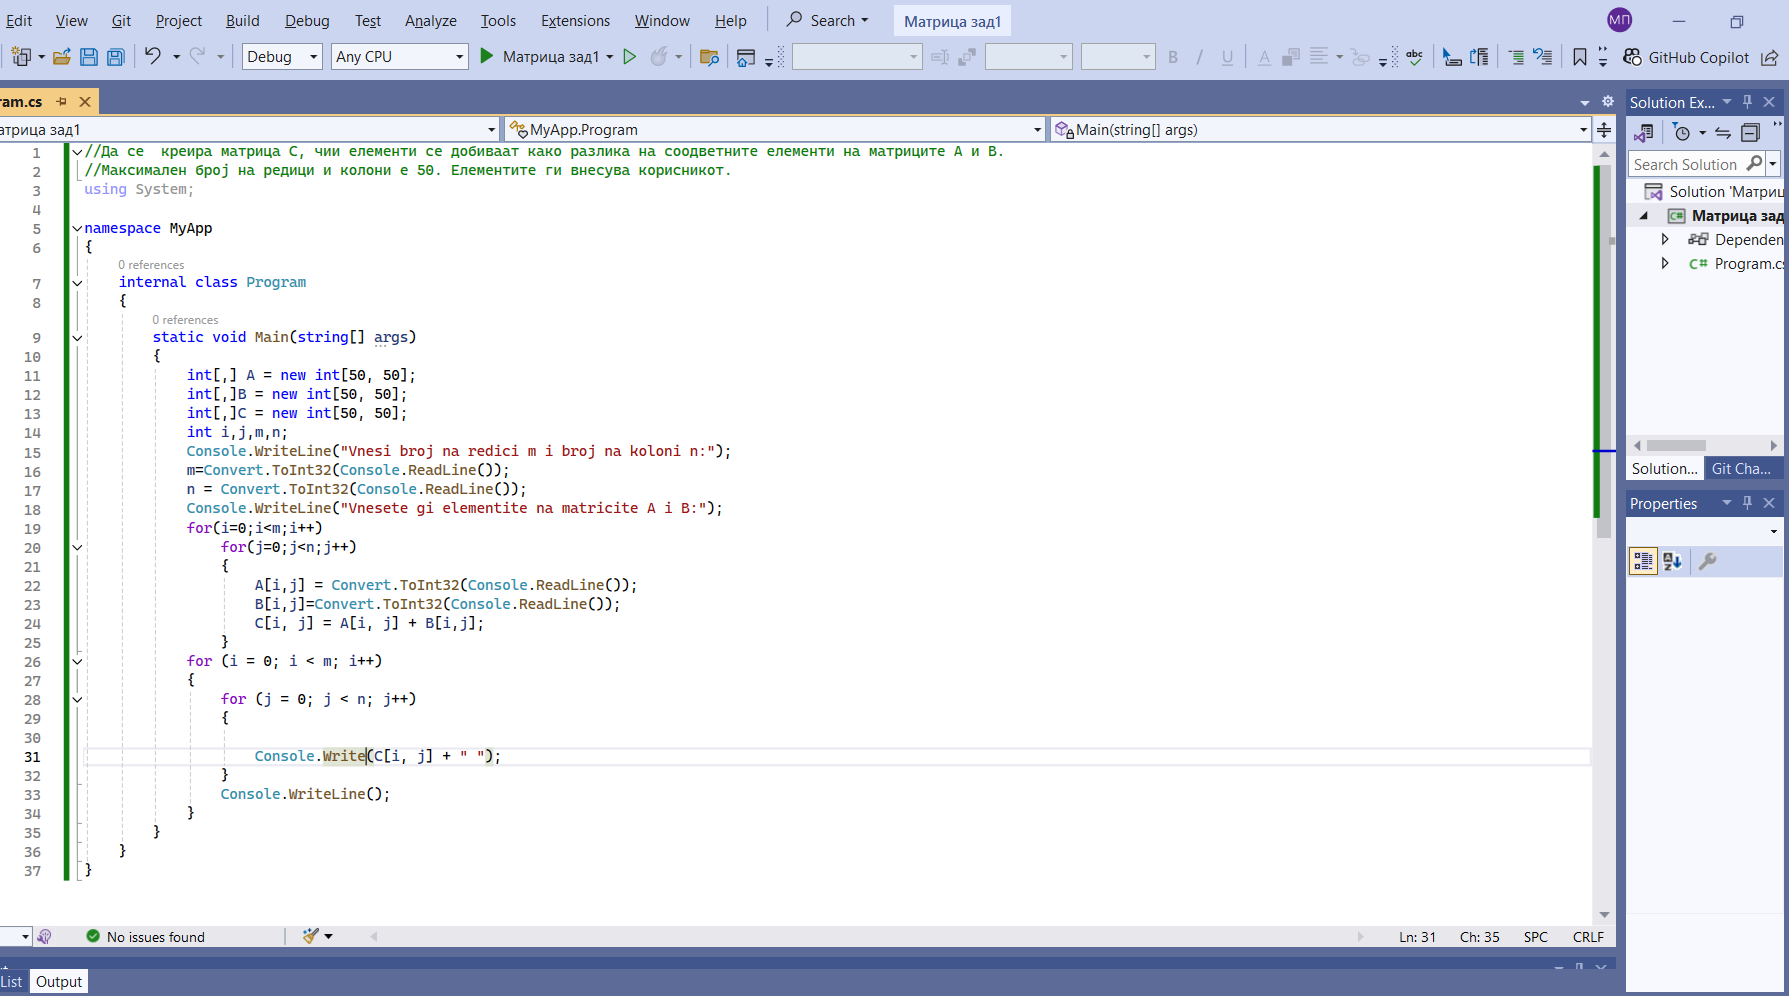 Edit View Git Project Build Debug Test Analyze Tools Extensions Window Help Search Матрица зад1 МП
Debug Any CPU Матрица зад1 GitHub Copilot
ram.cs
атрица зад1 MyApp.Program Main(string[] args)
1 //Да се  креира матрица C, чии елементи се добиваат како разлика на соодветните елементи на матриците A и B.
2 //Максимален број на редици и колони е 50. Елементите ги внесува корисникот.
3 using System;
4
5 namespace MyApp
6 {
0 references
7 internal class Program
8 {
0 references
9 static void Main(string[] args)
10 {
11 int[,] A = new int[50, 50];
12 int[,]B = new int[50, 50];
13 int[,]C = new int[50, 50];
14 int i,j,m,n;
15 Console.WriteLine("Vnesi broj na redici m i broj na koloni n:");
16 m=Convert.ToInt32(Console.ReadLine());
17 n = Convert.ToInt32(Console.ReadLine());
18 Console.WriteLine("Vnesete gi elementite na matricite A i B:");
19 for(i=0;i<m;i++)
20 for(j=0;j<n;j++)
21 {
22 A[i,j] = Convert.ToInt32(Console.ReadLine());
23 B[i,j]=Convert.ToInt32(Console.ReadLine());
24 C[i, j] = A[i, j] + B[i,j];
25 }
26 for (i = 0; i < m; i++)
27 {
28 for (j = 0; j < n; j++)
29 {
30
31 Console.Write(C[i, j] + " ");
32 }
33 Console.WriteLine();
34 }
35 }
36 }
37 }
No issues found Ln: 31 Ch: 35 SPC CRLF
List Output
Solution Ex...
Search Solution
Solution 'Матриц
Матрица зад
Dependen
Program.cs
Solution... Git Cha...
Properties